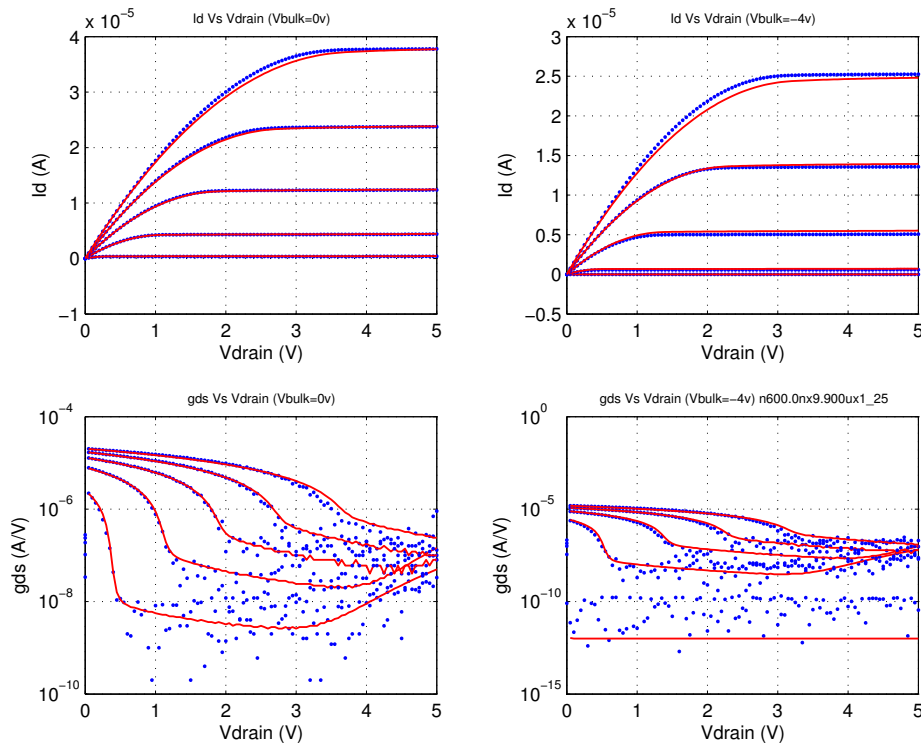 Id Vs Vdrain (Vbulk=0v)
x 10^−5
4
3
2
1
0
−1
Id (A)
0 1 2 3 4 5
Vdrain (V)
Id Vs Vdrain (Vbulk=−4v)
x 10^−5
3
2.5
2
1.5
1
0.5
0
−0.5
Id (A)
0 1 2 3 4 5
Vdrain (V)
gds Vs Vdrain (Vbulk=0v)
10^−4
10^−6
10^−8
10^−10
gds (A/V)
0 1 2 3 4 5
Vdrain (V)
gds Vs Vdrain (Vbulk=−4v) n600.0nx9.900ux1_25
10^0
10^−5
10^−10
10^−15
gds (A/V)
0 1 2 3 4 5
Vdrain (V)